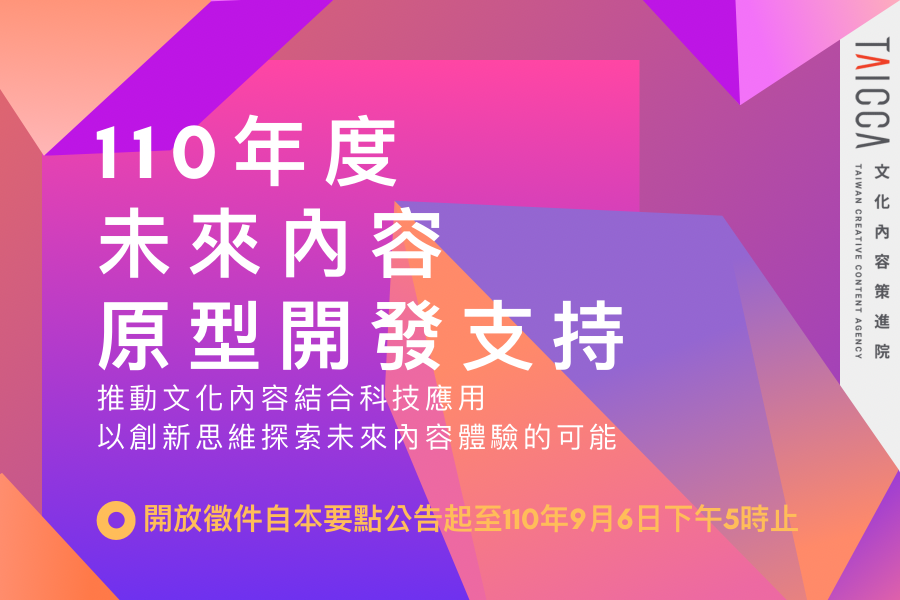 110年度
未來內容
原型開發支持
推動文化內容結合科技應用
以創新思維探索未來內容體驗的可能
開放徵件自本要點公告起至110年9月6日下午5時止
TAICCA
文化內容策進院
TAIWAN CREATIVE CONTENT AGENCY